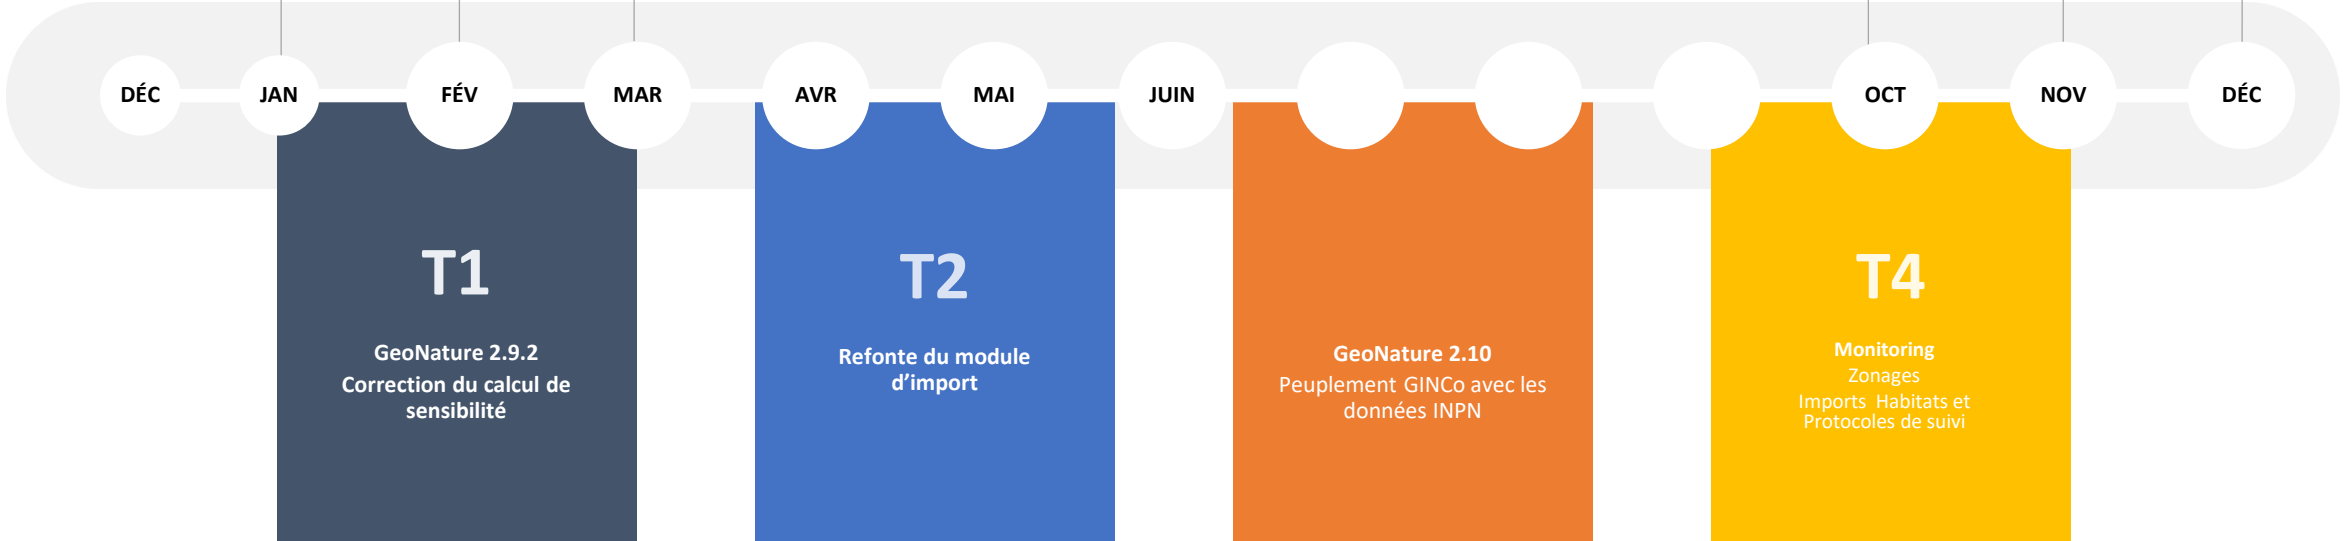 DÉC
JAN
FÉV
MAR
AVR
MAI
JUIN
OCT
NOV
DÉC
T1
GeoNature 2.9.2
Correction du calcul de
sensibilité
T2
Refonte du module
d’import
GeoNature 2.10
Peuplement GINCo avec les
données INPN
T4
Monitoring
Zonages
Imports Habitats et
Protocoles de suivi